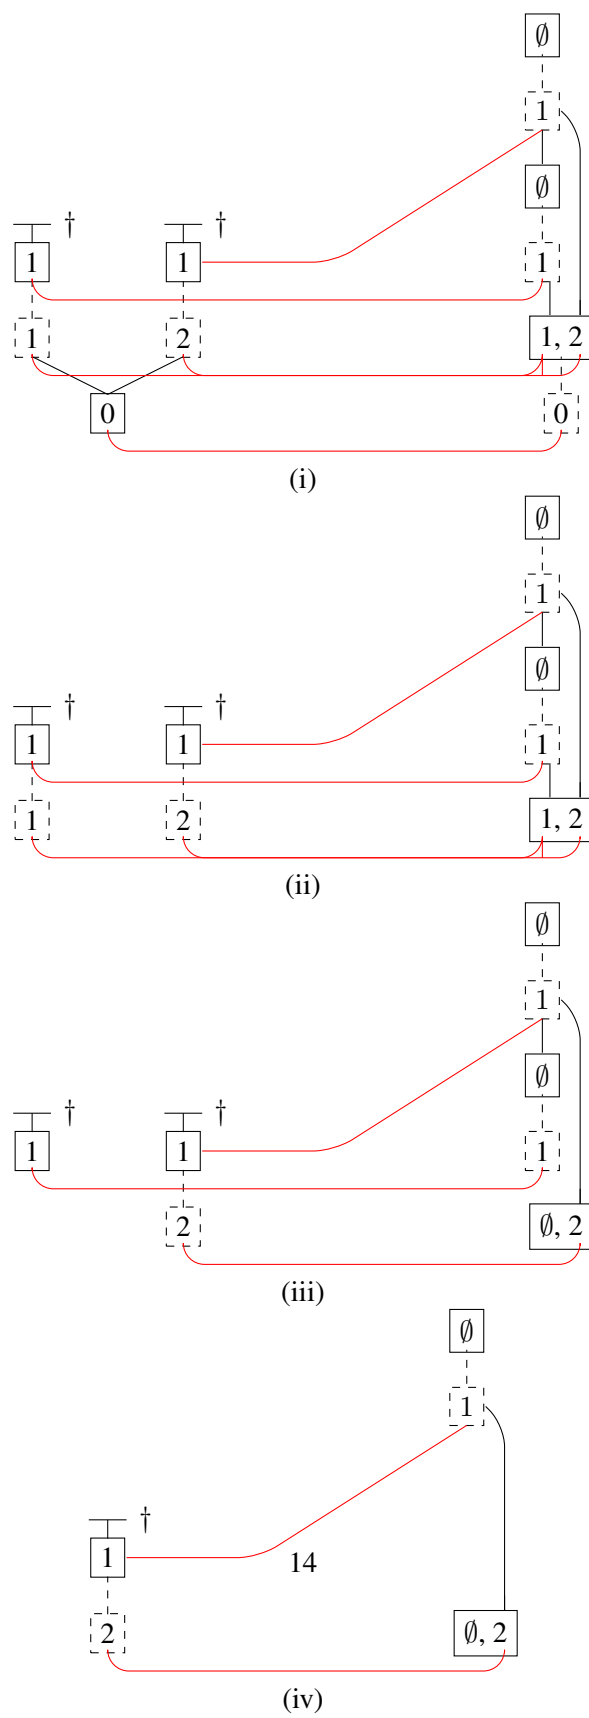 ∅
1
∅
† †
1 1 1
1 2 1, 2
0 0
(i)
∅
1
∅
† †
1 1 1
1 2 1, 2
(ii)
∅
1
∅
† †
1 1 1
2 ∅, 2
(iii)
∅
1
†
1 14
2 ∅, 2
(iv)